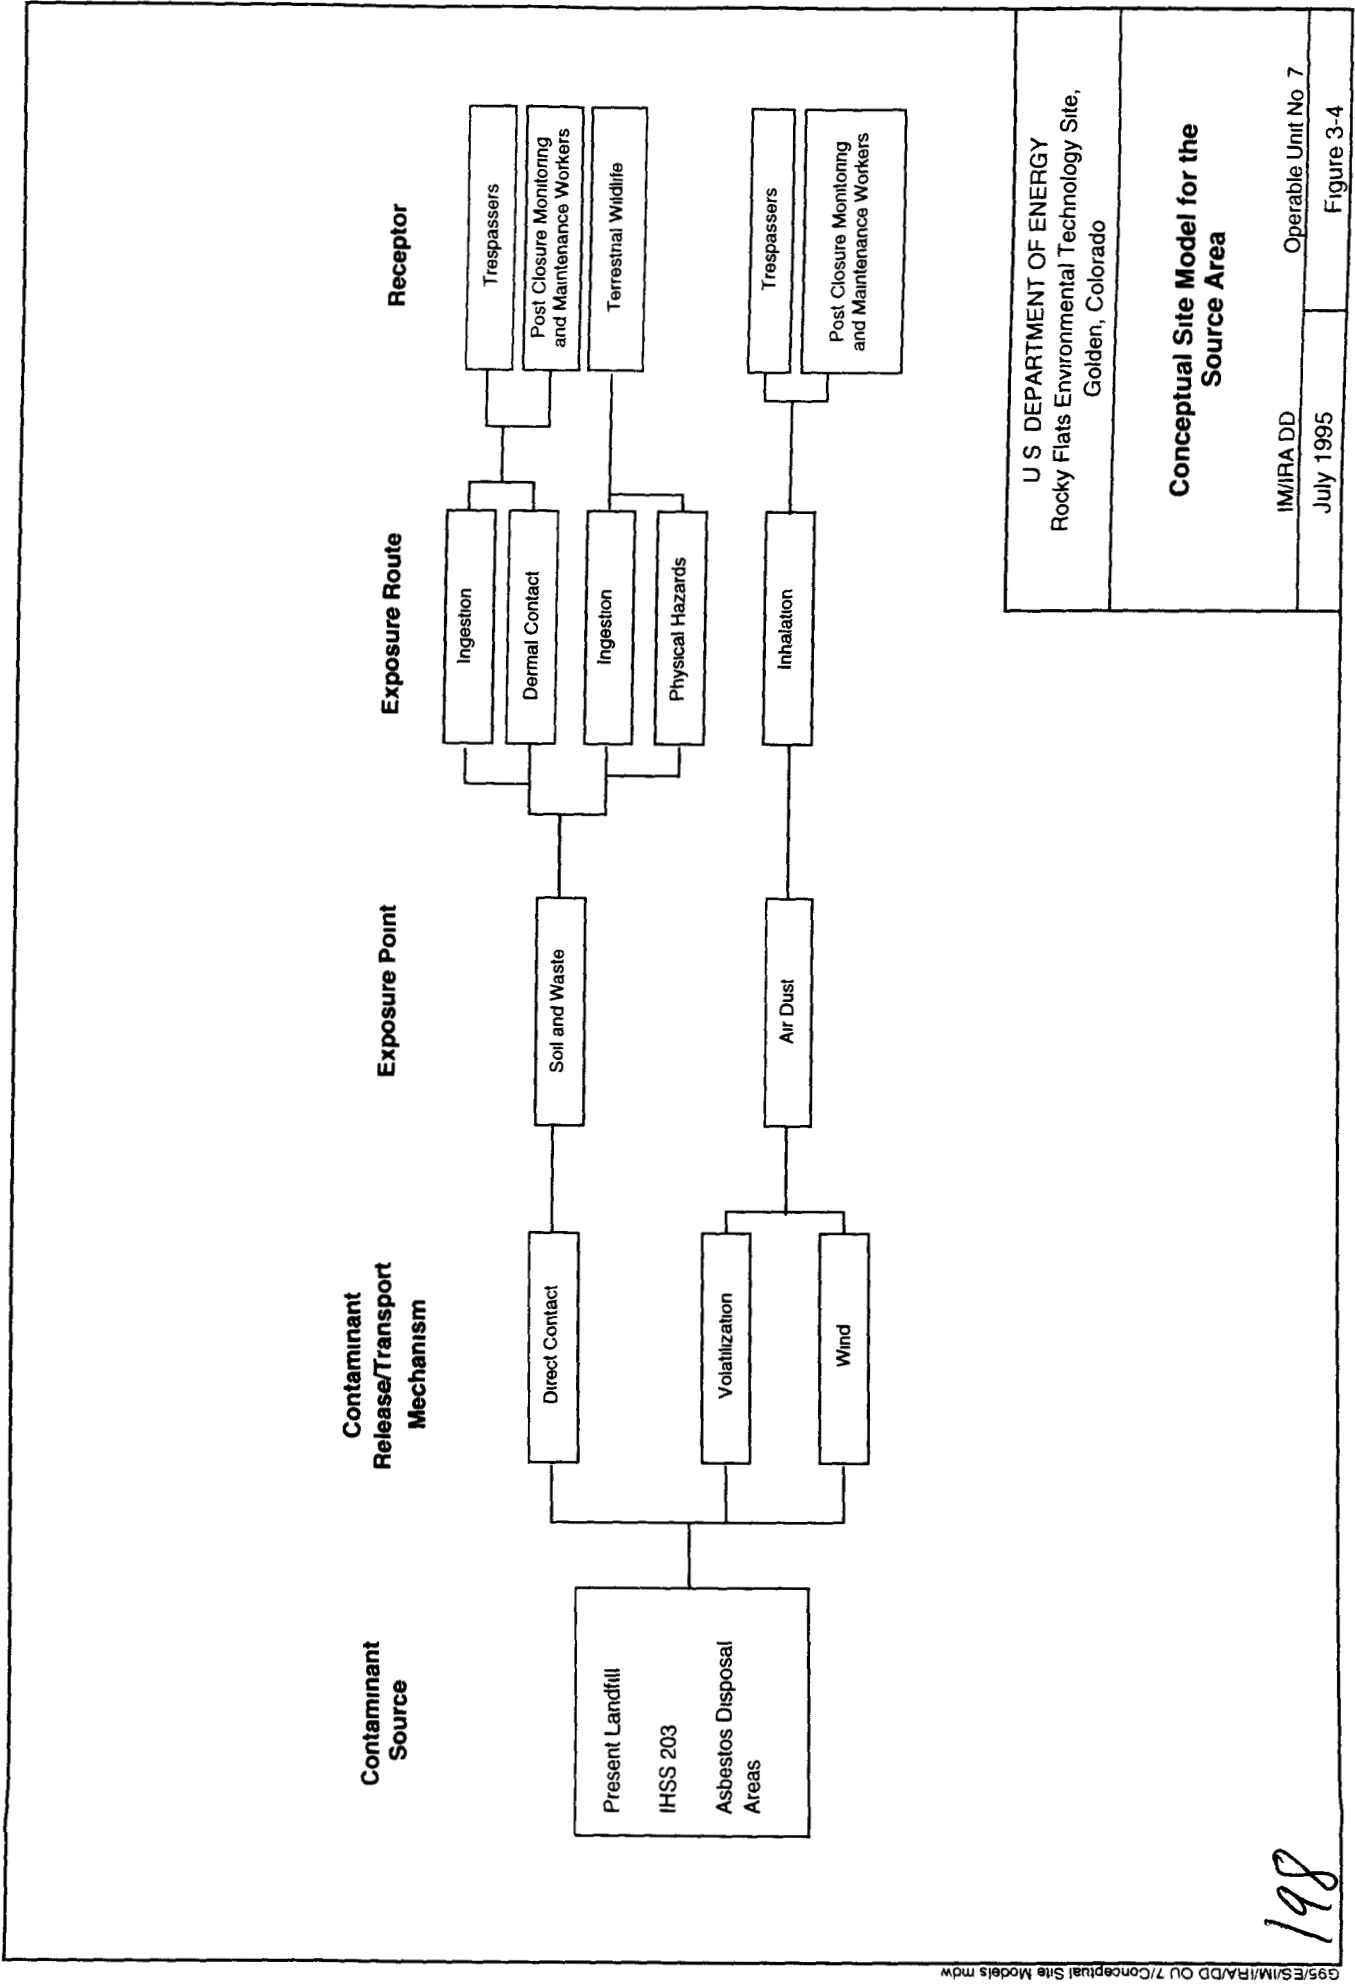 Contaminant
Source
Contaminant
Release/Transport
Mechanism
Exposure Point
Exposure Route
Receptor
Present Landfill
IHSS 203
Asbestos Disposal
Areas
Direct Contact
Volatilization
Wind
Soil and Waste
Air Dust
Ingestion
Dermal Contact
Ingestion
Physical Hazards
Inhalation
Trespassers
Post Closure Monitoring
and Maintenance Workers
Terrestrial Wildlife
Trespassers
Post Closure Monitoring
and Maintenance Workers
U S DEPARTMENT OF ENERGY
Rocky Flats Environmental Technology Site,
Golden, Colorado
Conceptual Site Model for the
Source Area
IM/IRA DD
Operable Unit No 7
July 1995
Figure 3-4
198
G95/ES/IM/IRA/DD OU 7/Conceptual Site Models mdw